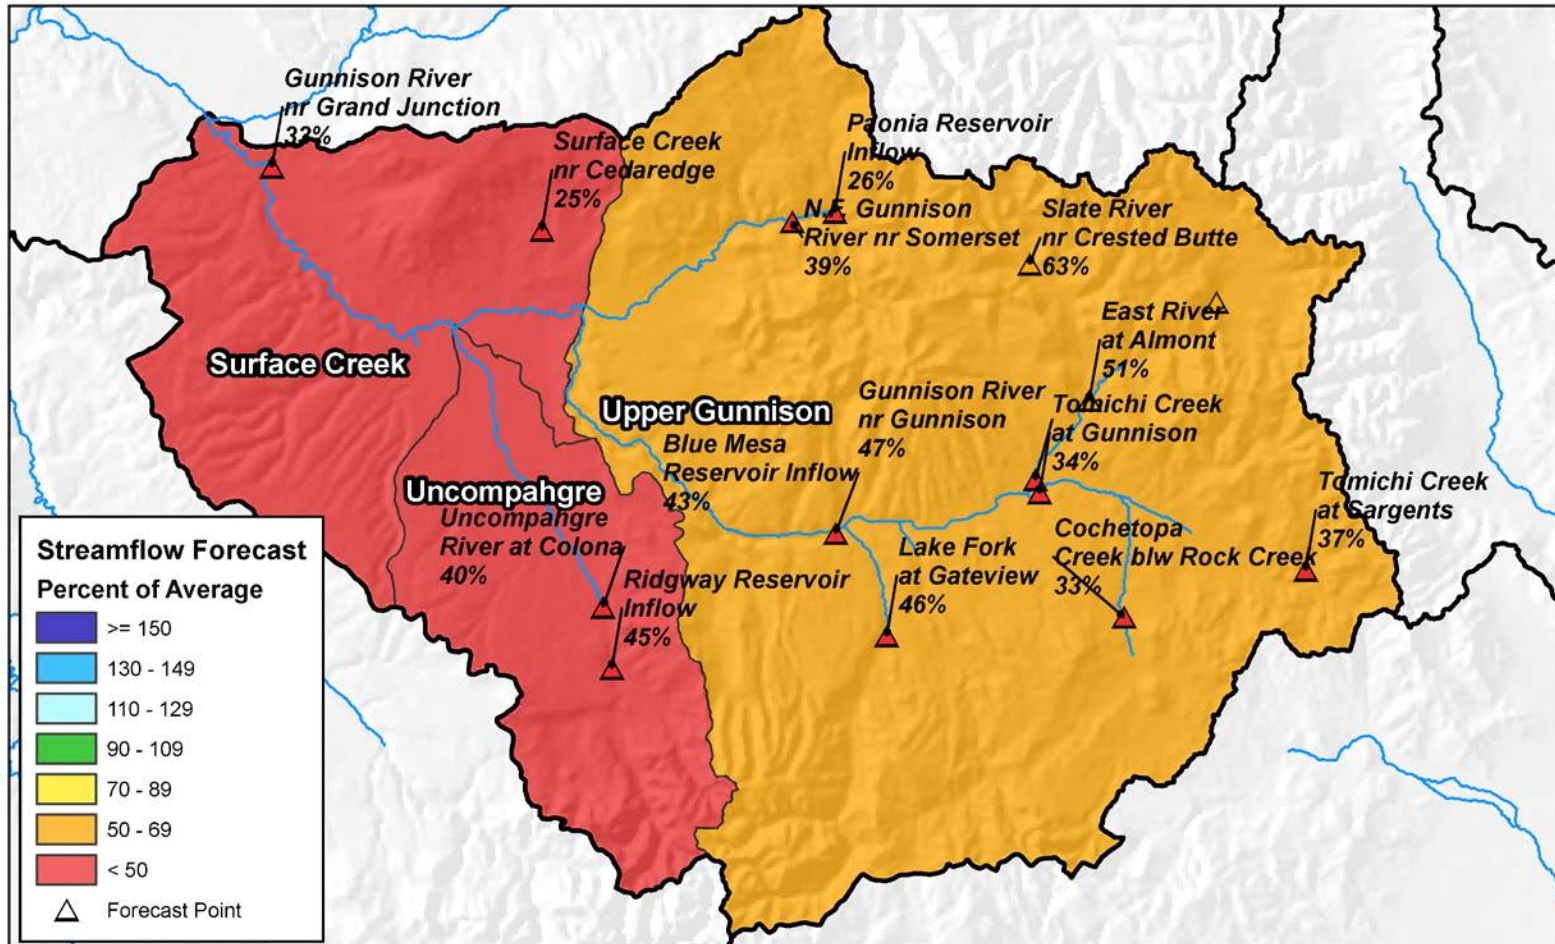 Gunnison River
nr Grand Junction
32%
Surface Creek
nr Cedaredge
25%
Paonia Reservoir
Inflow
26%
N.F. Gunnison
River nr Somerset
39%
Slate River
nr Crested Butte
63%
East River
at Almont
51%
Surface Creek
Upper Gunnison
Gunnison River
nr Gunnison
47%
Tomichi Creek
at Gunnison
34%
Blue Mesa
Reservoir Inflow
43%
Tomichi Creek
at Sargents
37%
Uncompahgre
Uncompahgre
River at Colona
40%
Ridgway Reservoir
Inflow
45%
Lake Fork
at Gateview
46%
Cochetopa
Creek blw Rock Creek
33%
Streamflow Forecast
Percent of Average
>= 150
130 - 149
110 - 129
90 - 109
70 - 89
50 - 69
< 50
Forecast Point